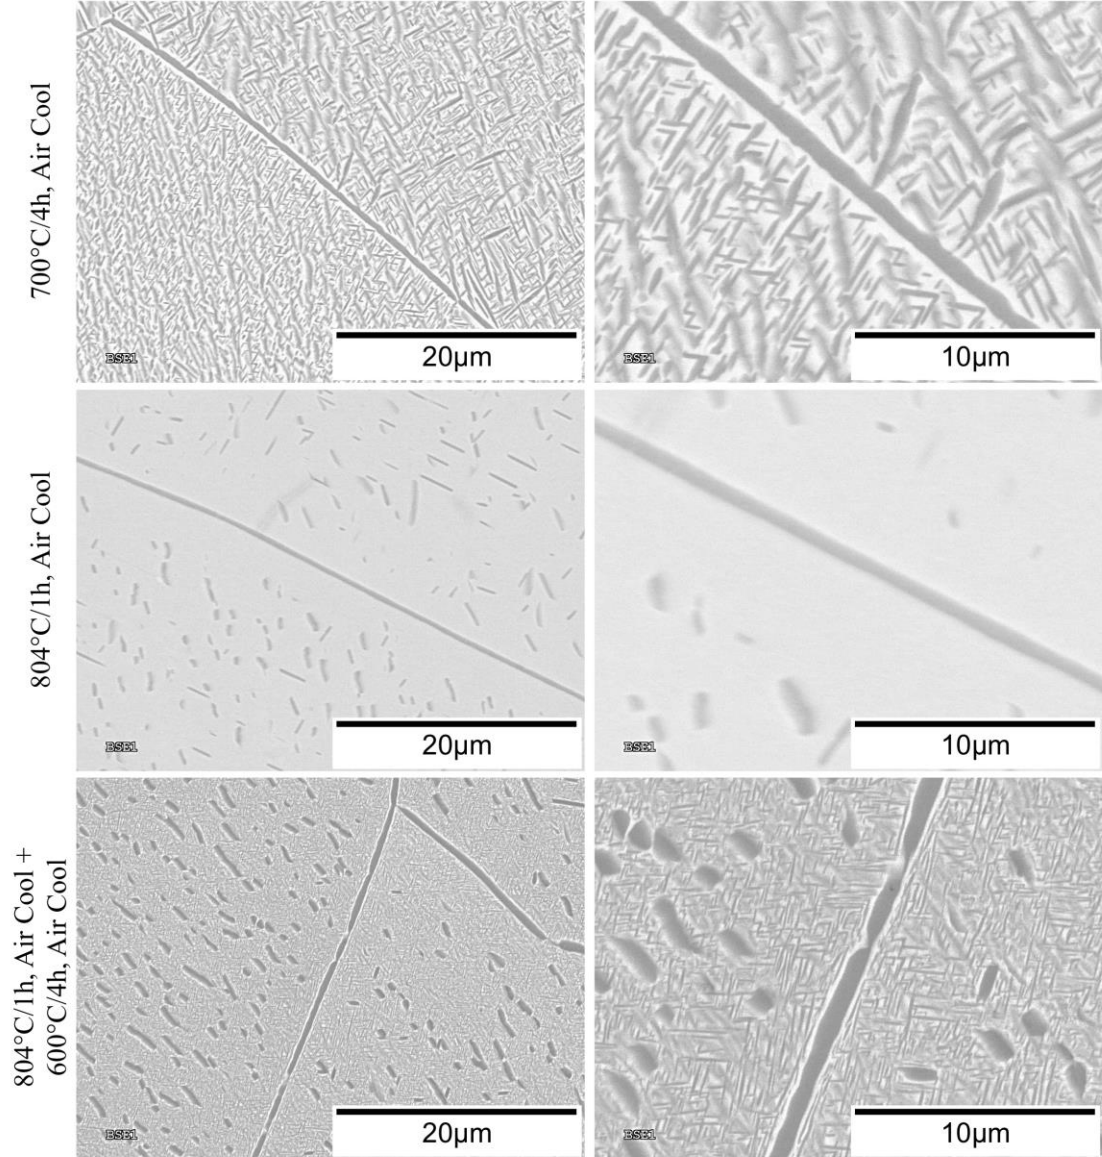 700°C/4h, Air Cool
BSE1
20µm
BSE1
10µm
804°C/1h, Air Cool
BSE1
20µm
BSE1
10µm
804°C/1h, Air Cool +
600°C/4h, Air Cool
BSE1
20µm
BSE1
10µm